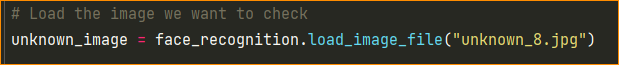 # Load the image we want to check
unknown_image = face_recognition.load_image_file("unknown_8.jpg")